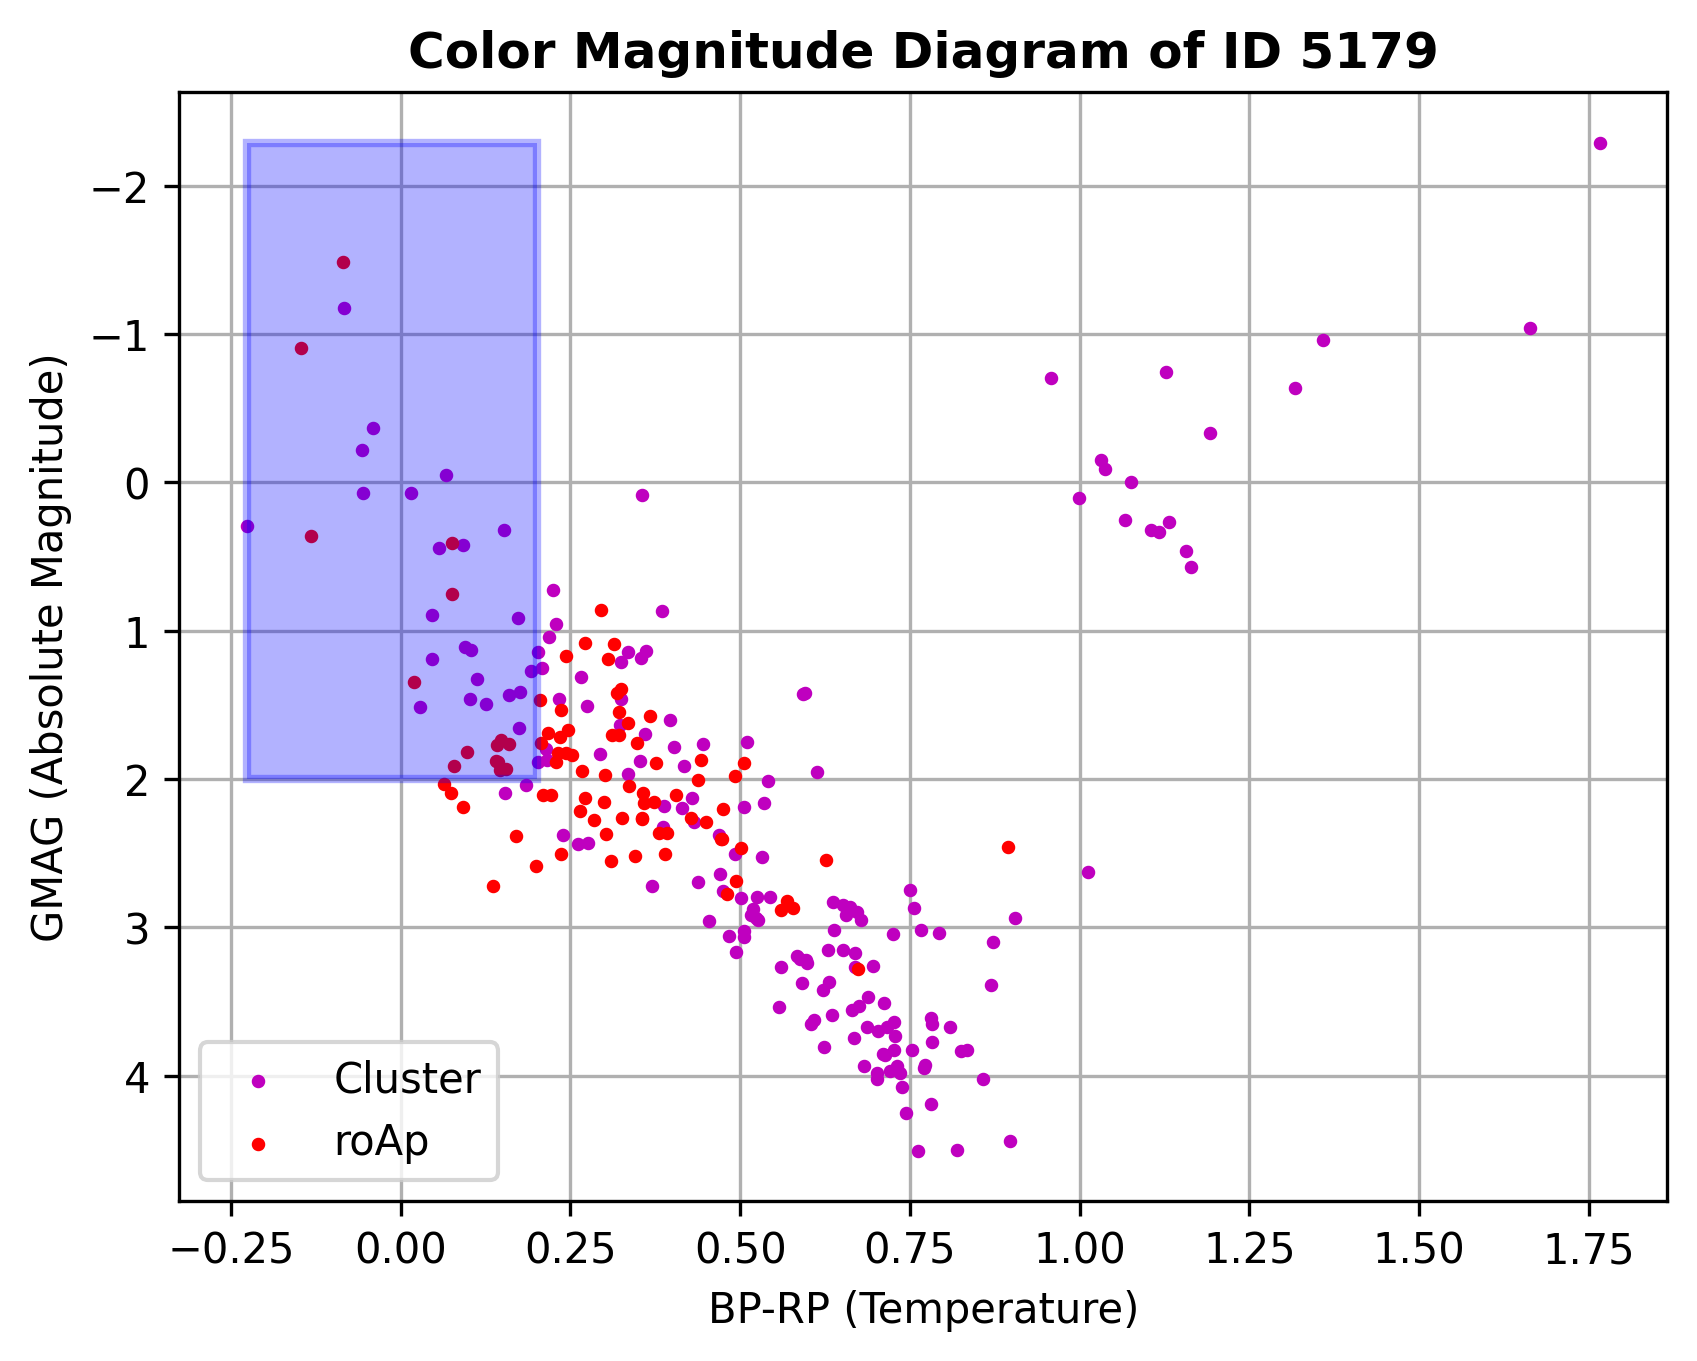 Color Magnitude Diagram of ID 5179
GMAG (Absolute Magnitude)
−2
−1
0
1
2
3
4
Cluster
roAp
−0.25 0.00 0.25 0.50 0.75 1.00 1.25 1.50 1.75
BP-RP (Temperature)